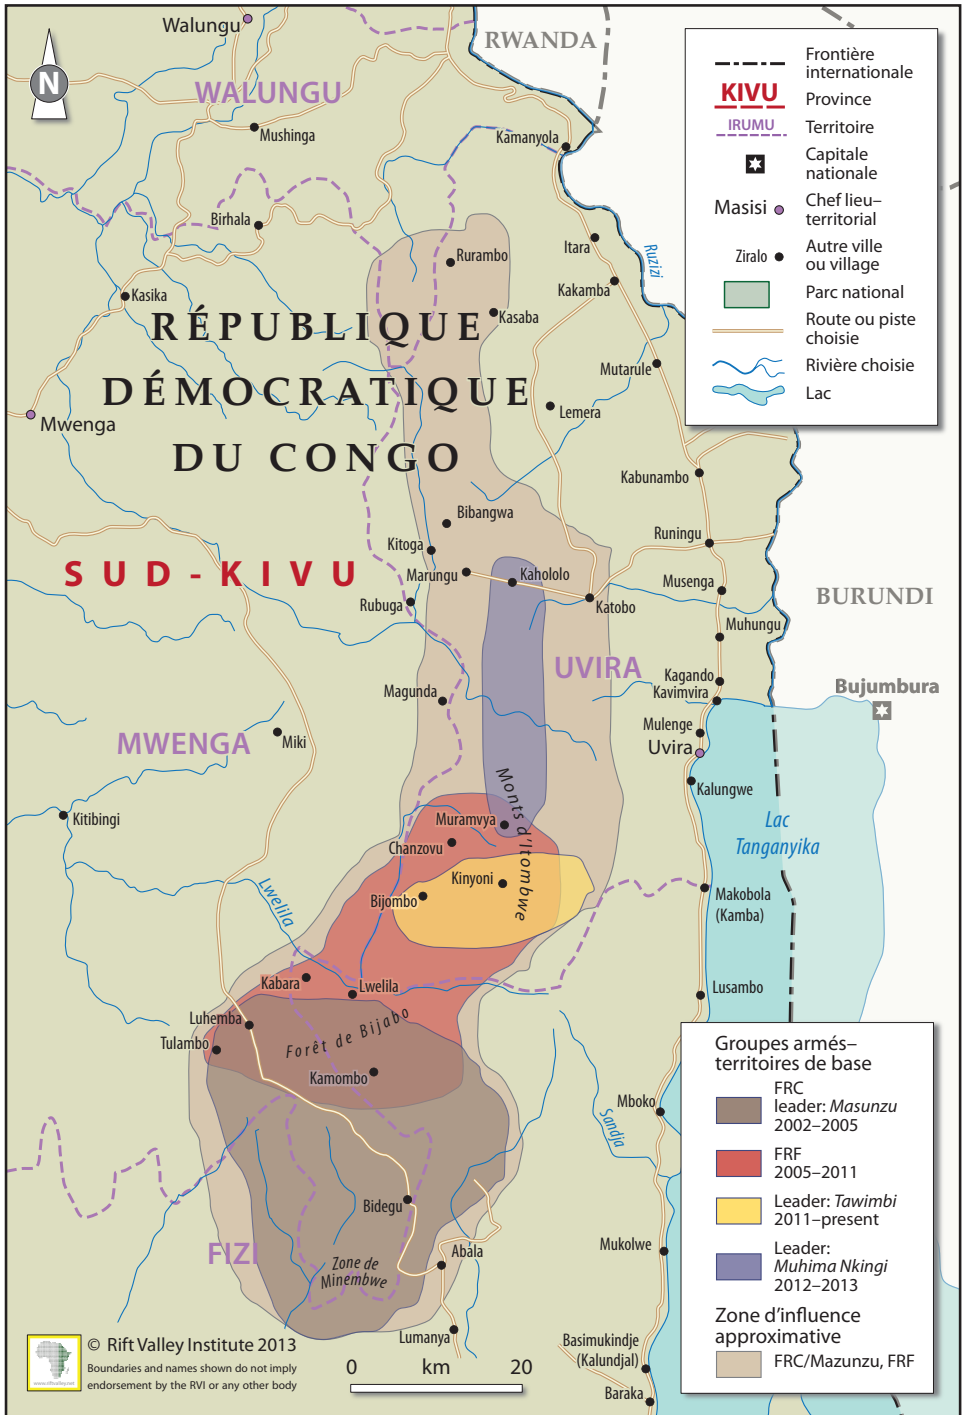 Walungu
RWANDA
N
WALUNGU
Mushinga
Kamanyola
Birhala
Itara
Ruzizi
Rurambo
Kasika
Kakamba
Kasaba
RÉPUBLIQUE
DÉMOCRATIQUE
DU CONGO
Mutarule
Lemera
Mwenga
Kabunambo
Bibangwa
Runingu
Kitoga
SUD-KIVU
Marungu
Kahololo
Musenga
Rubuga
Katobo
BURUNDI
Muhungu
UVIRA
Kagando
Kavimvira
Bujumbura
Magunda
Mulenge
MWENGA
Miki
Uvira
Monts d'Itombwe
Kalungwe
Kitibingi
Muramvya
Lac
Tanganyika
Chanzovu
Kinyoni
Bijombo
Lwelila
Makobola
(Kamba)
Kabara
Lwelila
Lusambo
Luhemba
Forêt de Bijabo
Tulambo
Kamombo
Mboko
Sandja
Bidegu
FIZI
Zone de
Minembwe
Abala
Mukolwe
Lumanya
Basimukindje
(Kalundjal)
Baraka
Frontière
internationale
KIVU
Province
IRUMU
Territoire
Capitale
nationale
Masisi
Chef lieu–
territorial
Ziralo
Autre ville
ou village
Parc national
Route ou piste
choisie
Rivière choisie
Lac
Groupes armés–
territoires de base
FRC
leader: Masunzu
2002–2005
FRF
2005–2011
Leader: Tawimbi
2011–present
Leader:
Muhima Nkingi
2012–2013
Zone d'influence
approximative
FRC/Mazunzu, FRF
www.riftvalley.net
© Rift Valley Institute 2013
Boundaries and names shown do not imply
endorsement by the RVI or any other body
0 km 20